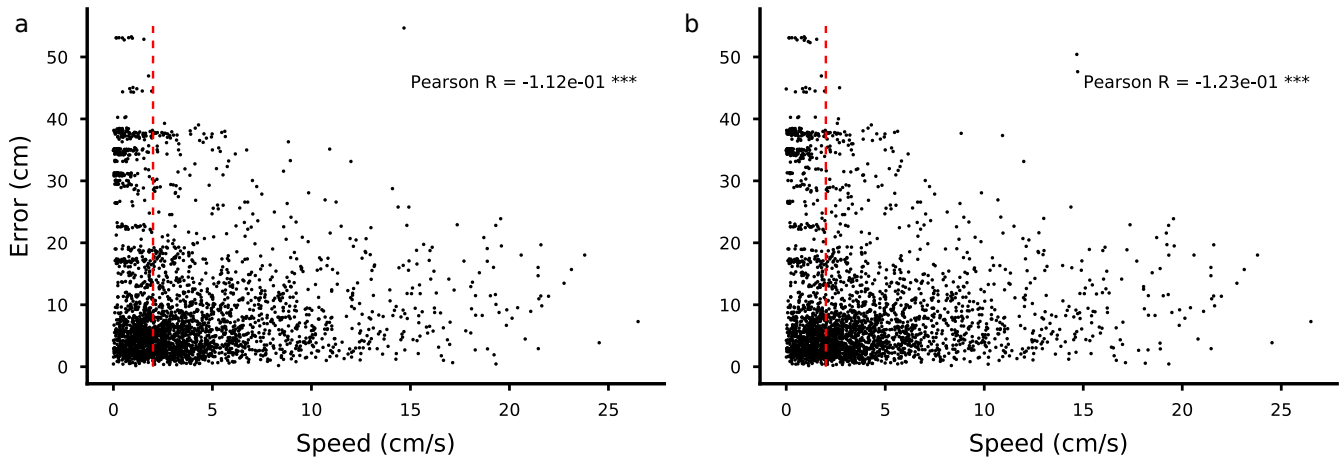 a
Pearson R = -1.12e-01 ***
Error (cm)
50
40
30
20
10
0
0 5 10 15 20 25
Speed (cm/s)
b
Pearson R = -1.23e-01 ***
50
40
30
20
10
0
0 5 10 15 20 25
Speed (cm/s)